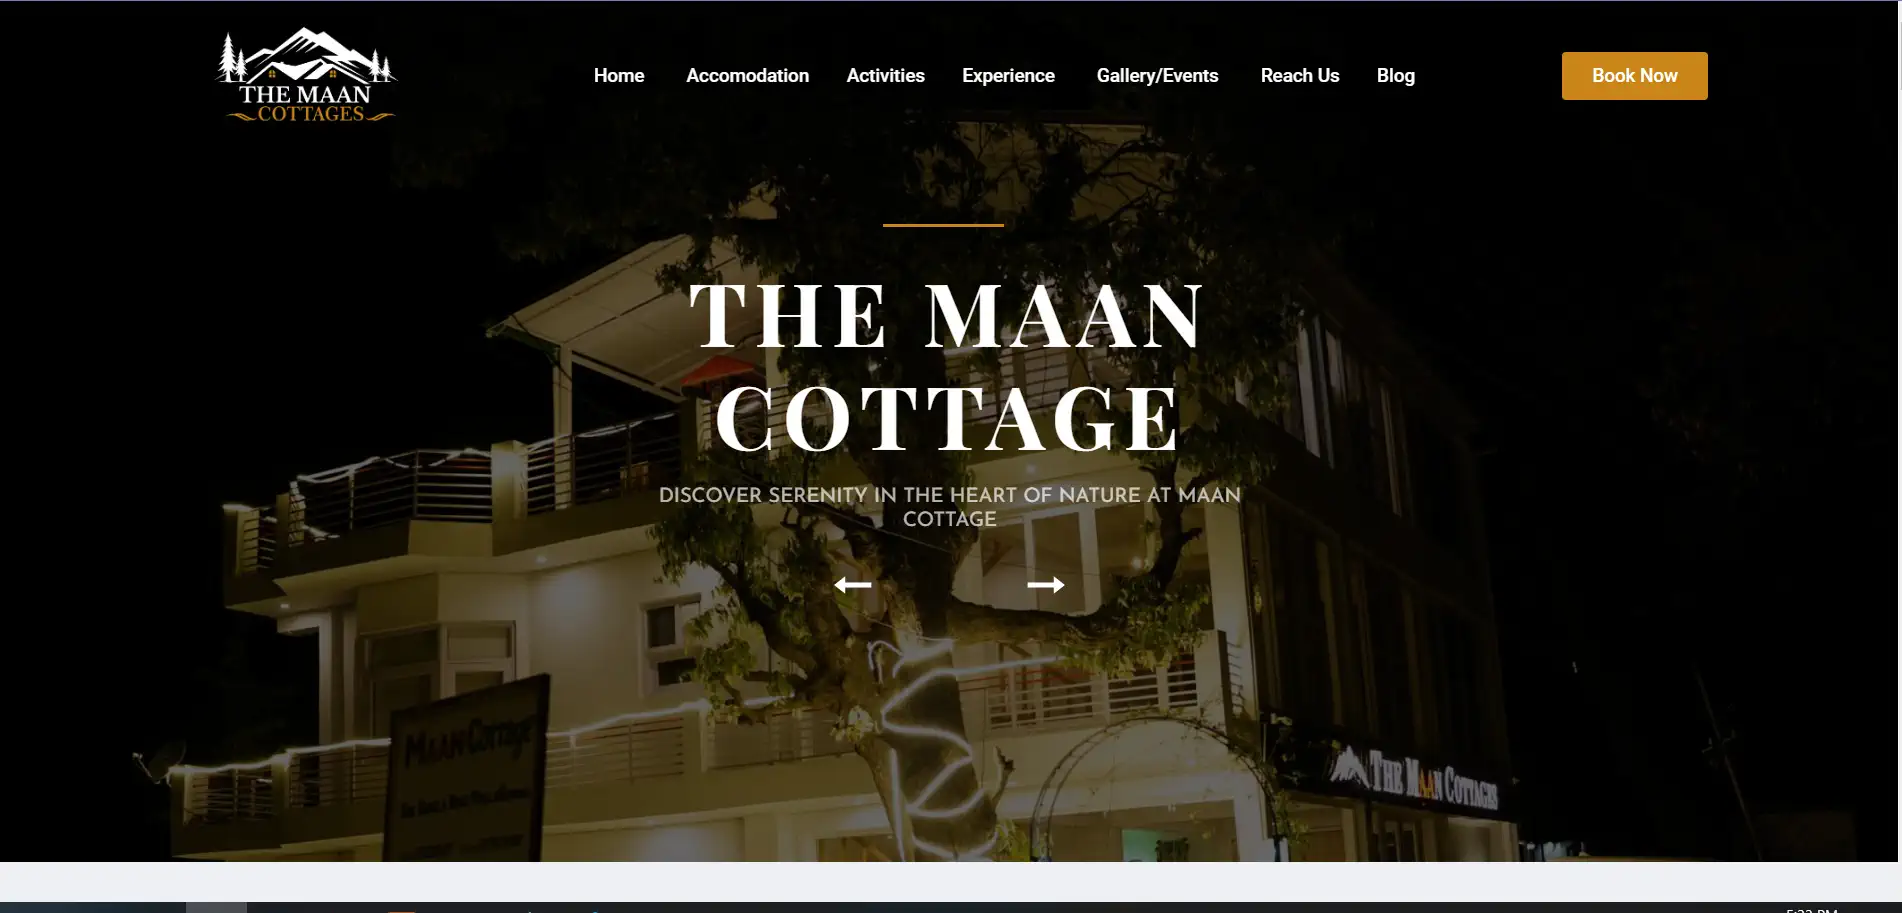 THE MAAN
COTTAGES
Home Accomodation Activities Experience Gallery/Events Reach Us Blog
Book Now
THE MAAN
COTTAGE
DISCOVER SERENITY IN THE HEART OF NATURE AT MAAN
COTTAGE
Maan Cottage
THE MAAN COTTAGES